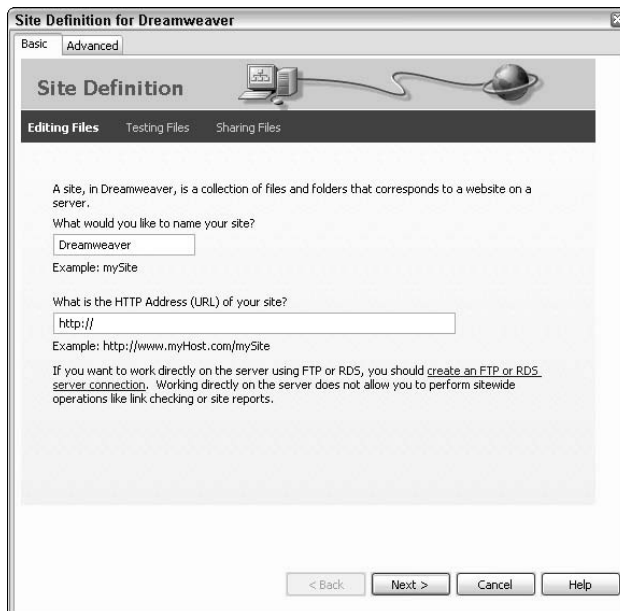 Site Definition for Dreamweaver
Basic Advanced
Site Definition
Editing Files Testing Files Sharing Files
A site, in Dreamweaver, is a collection of files and folders that corresponds to a website on a
server.
What would you like to name your site?
Dreamweaver
Example: mySite
What is the HTTP Address (URL) of your site?
http://
Example: http://www.myHost.com/mySite
If you want to work directly on the server using FTP or RDS, you should create an FTP or RDS
server connection. Working directly on the server does not allow you to perform sitewide
operations like link checking or site reports.
< Back Next > Cancel Help